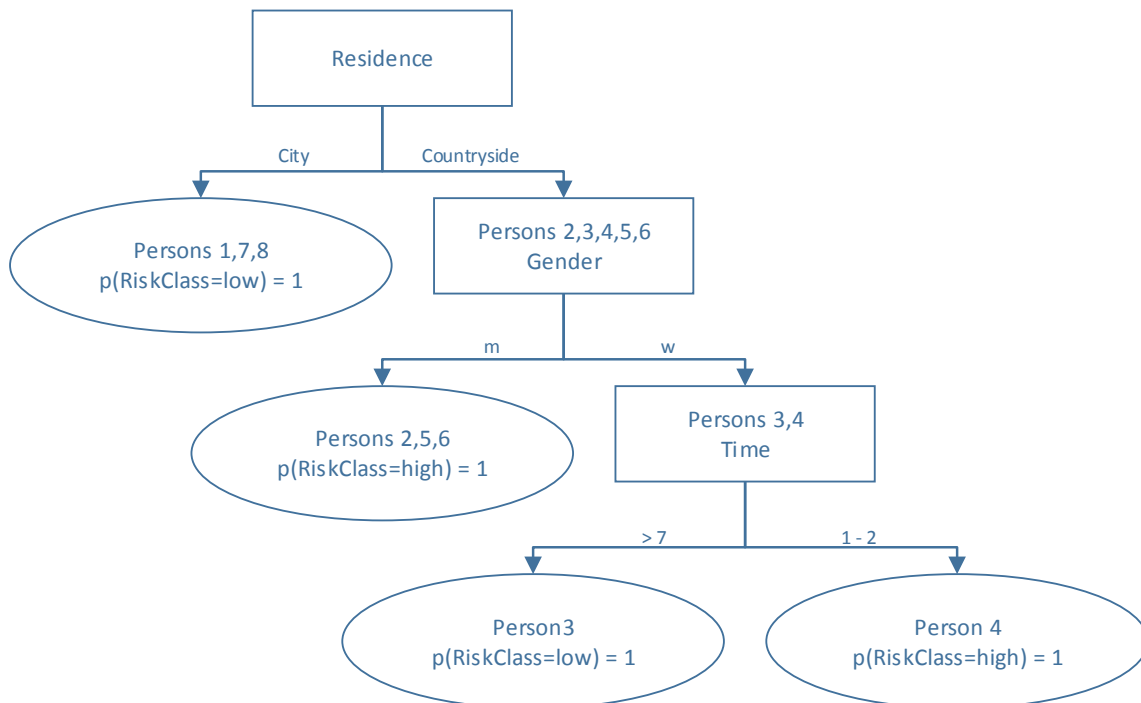 Residence
City
Countryside
Persons 1,7,8
p(RiskClass=low) = 1
Persons 2,3,4,5,6
Gender
m
w
Persons 2,5,6
p(RiskClass=high) = 1
Persons 3,4
Time
> 7
1 - 2
Person3
p(RiskClass=low) = 1
Person 4
p(RiskClass=high) = 1